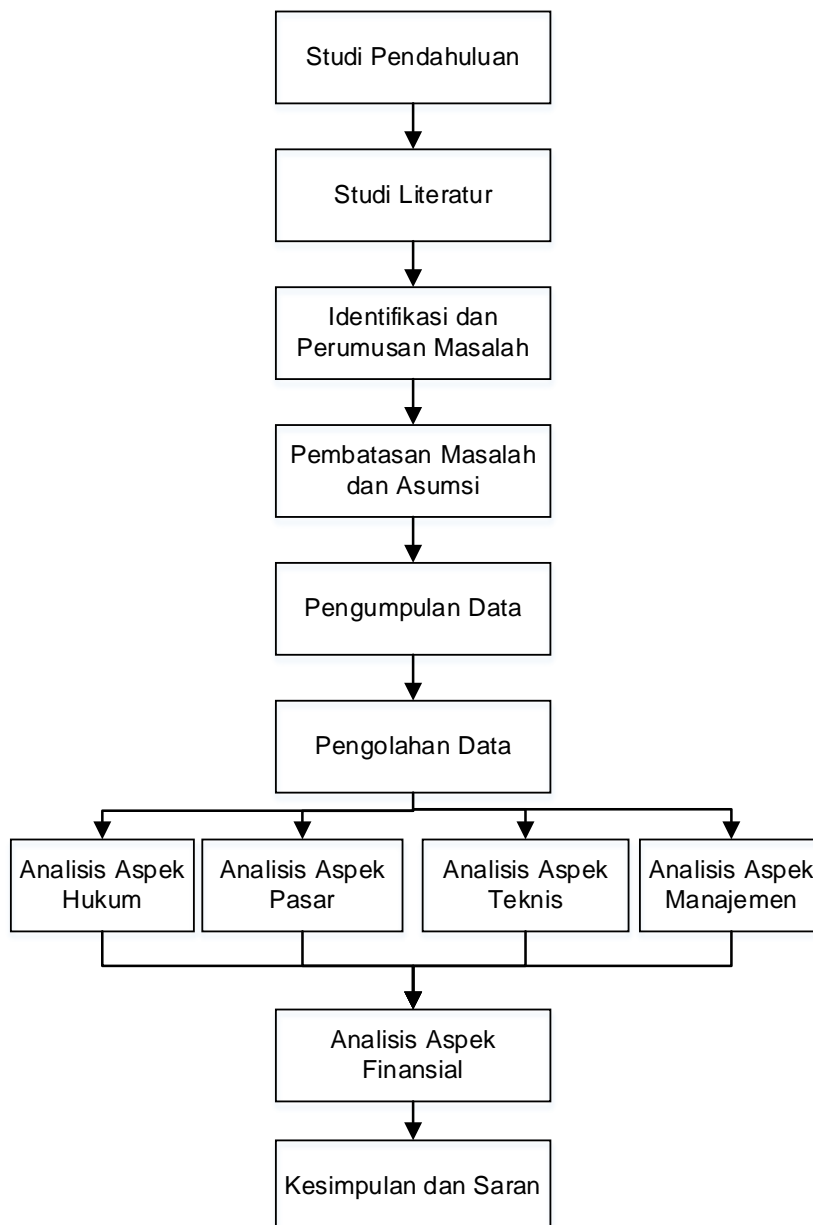 Studi Pendahuluan
Studi Literatur
Identifikasi dan
Perumusan Masalah
Pembatasan Masalah
dan Asumsi
Pengumpulan Data
Pengolahan Data
Analisis Aspek
Hukum
Analisis Aspek
Pasar
Analisis Aspek
Teknis
Analisis Aspek
Manajemen
Analisis Aspek
Finansial
Kesimpulan dan Saran